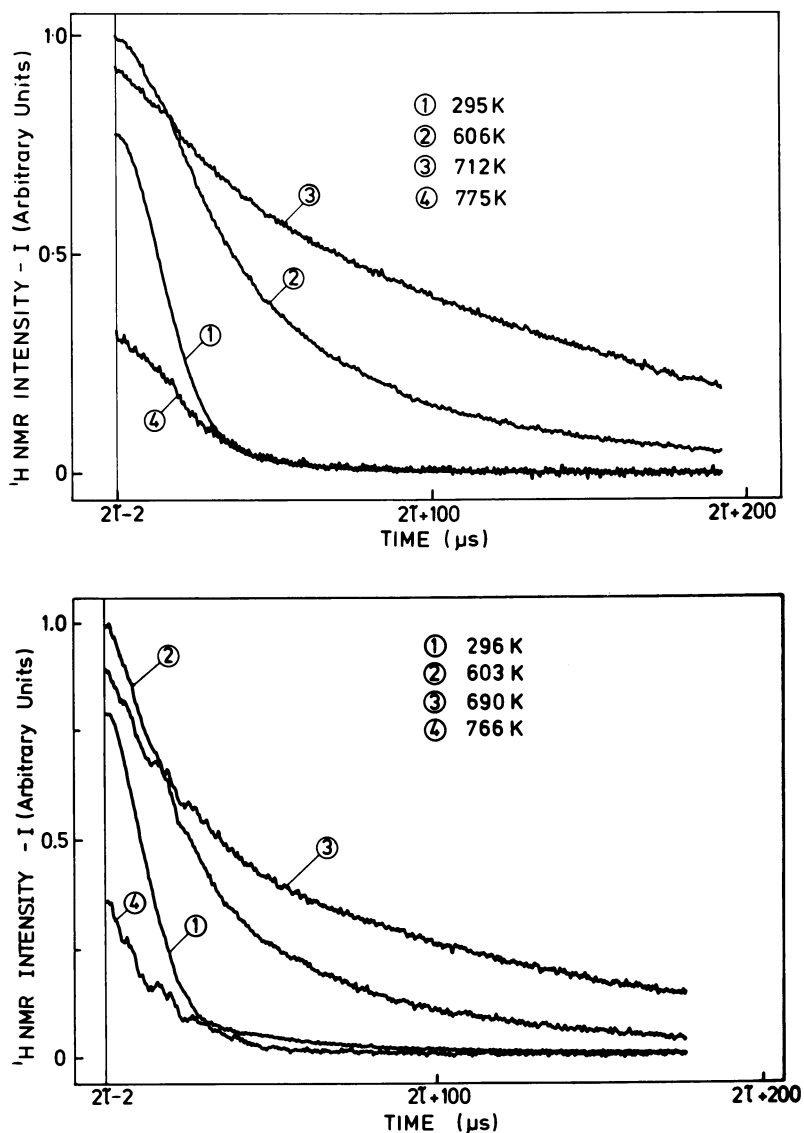 1.0
0·5
0
¹H NMR INTENSITY - I (Arbitrary Units)
① 295K
② 606K
③ 712K
④ 775K
③
②
①
④
2τ-2
2τ+100
2τ+200
TIME (μs)
1.0
0.5
0
¹H NMR INTENSITY - I (Arbitrary Units)
① 296K
② 603K
③ 690K
④ 766K
②
③
④
①
2τ-2
2τ+100
2τ+200
TIME (μs)